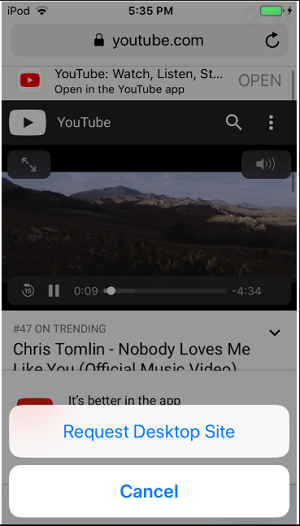 iPod 5:35 PM
youtube.com
YouTube: Watch, Listen, St...
Open in the YouTube app
OPEN
YouTube
15 0:09 -4:34
#47 ON TRENDING
Chris Tomlin - Nobody Loves Me
Like You (Official Music Video)
It's better in the app
Request Desktop Site
Cancel